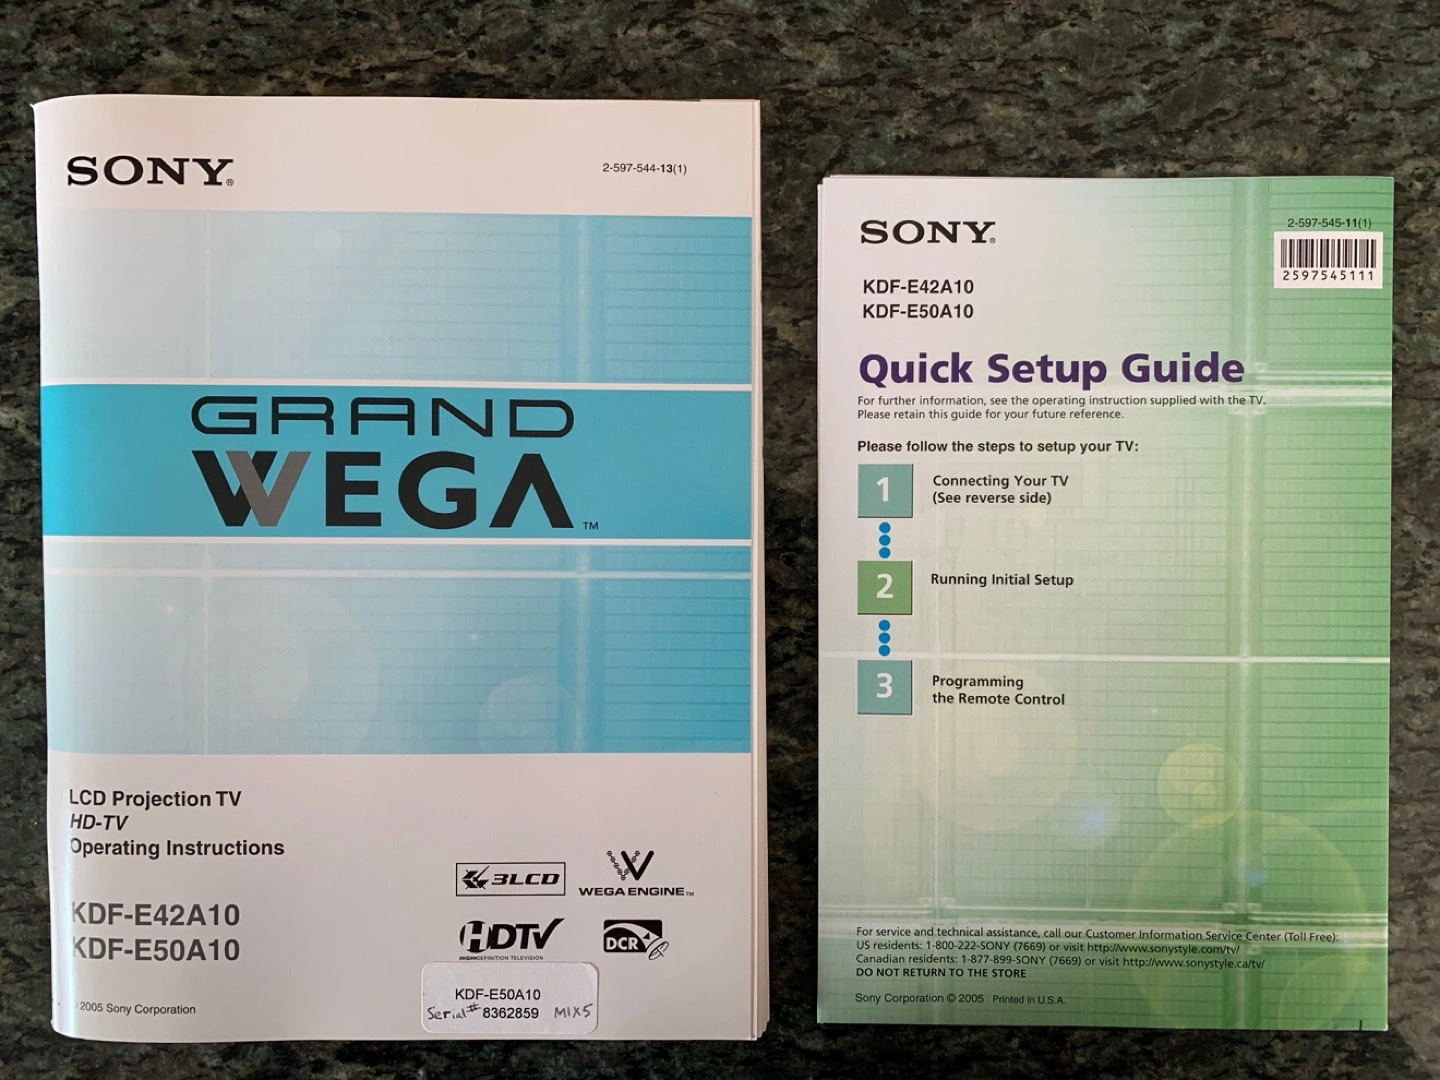 SONY®
2-597-544-13(1)
GRAND
WEGA™
LCD Projection TV
HD-TV
Operating Instructions
KDF-E42A10
KDF-E50A10
3LCD
WEGA ENGINE™
HDTV
HIGH-DEFINITION TELEVISION
DCR
2005 Sony Corporation
KDF-E50A10
Serial# 8362859 MIX5
SONY®
2-597-545-11(1)
2597545111
KDF-E42A10
KDF-E50A10
Quick Setup Guide
For further information, see the operating instruction supplied with the TV.
Please retain this guide for your future reference.
Please follow the steps to setup your TV:
1 Connecting Your TV
(See reverse side)
2 Running Initial Setup
3 Programming
the Remote Control
For service and technical assistance, call our Customer Information Service Center (Toll Free):
US residents: 1-800-222-SONY (7669) or visit http://www.sonystyle.com/tv/
Canadian residents: 1-877-899-SONY (7669) or visit http://www.sonystyle.ca/tv/
DO NOT RETURN TO THE STORE
Sony Corporation © 2005 Printed in U.S.A.